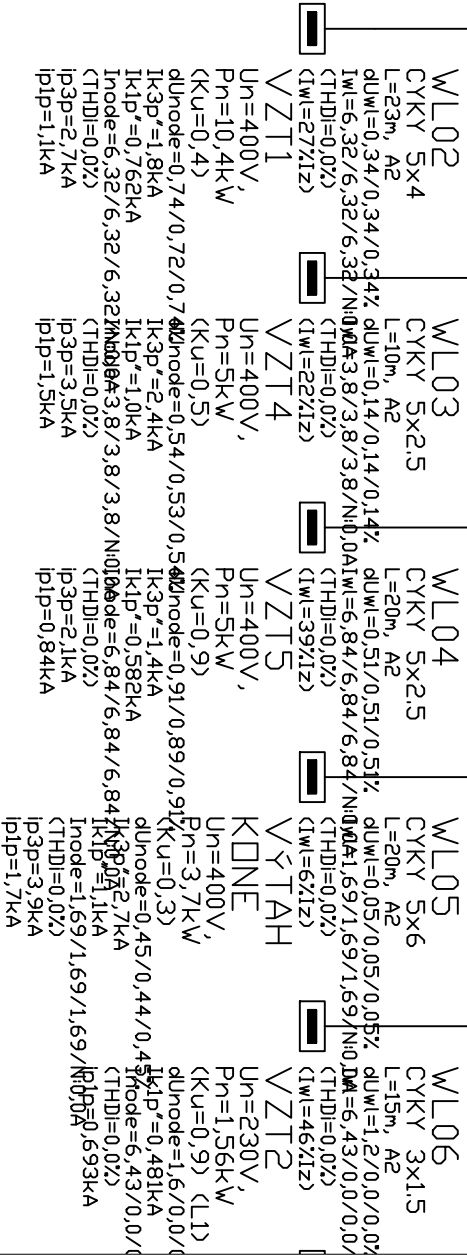 WL02
CYKY 5x4
L=23m, A2
dUwl=0,34/0,34/0,34%
Iwl=6,32/6,32/6,32/N:0,0A
(THDi=0,0%)
(Iwl=27%Iz)
VZT1
Un=400V,
Pn=10,4kW
(Ku=0,4)
dUnode=0,74/0,72/0,74%
Ik3p"=1,8kA
Ik1p"=0,762kA
Inode=6,32/6,32/6,32/N:0,0A
(THDi=0,0%)
ip3p=2,7kA
ip1p=1,1kA
WL03
CYKY 5x2.5
L=10m, A2
dUwl=0,14/0,14/0,14%
Iwl=3,8/3,8/3,8/N:0,0A
(THDi=0,0%)
(Iwl=22%Iz)
VZT4
Un=400V,
Pn=5kW
(Ku=0,5)
dUnode=0,54/0,53/0,54%
Ik3p"=2,4kA
Ik1p"=1,0kA
Inode=3,8/3,8/3,8/N:0,0A
(THDi=0,0%)
ip3p=3,5kA
ip1p=1,5kA
WL04
CYKY 5x2.5
L=20m, A2
dUwl=0,51/0,51/0,51%
Iwl=6,84/6,84/6,84/N:0,0A
(THDi=0,0%)
(Iwl=39%Iz)
VZT5
Un=400V,
Pn=5kW
(Ku=0,9)
dUnode=0,91/0,89/0,91%
Ik3p"=1,4kA
Ik1p"=0,582kA
Inode=6,84/6,84/6,84/N:0,0A
(THDi=0,0%)
ip3p=2,1kA
ip1p=0,84kA
WL05
CYKY 5x6
L=20m, A2
dUwl=0,05/0,05/0,05%
Iwl=1,69/1,69/1,69/N:0,0A
(THDi=0,0%)
(Iwl=6%Iz)
VÝTAH
KONE
Un=400V,
Pn=3,7kW
(Ku=0,3)
dUnode=0,45/0,44/0,45%
Ik3p"=2,7kA
Ik1p"=1,1kA
Inode=1,69/1,69/1,69/N:0,0A
(THDi=0,0%)
ip3p=3,9kA
ip1p=1,7kA
WL06
CYKY 3x1.5
L=15m, A2
dUwl=1,2/0,0/0,0%
Iwl=6,43/0,0/0,0/
(THDi=0,0%)
(Iwl=46%Iz)
VZT2
Un=230V,
Pn=1,56kW
(Ku=0,9) (L1)
dUnode=1,6/0,0/0
Ik1p"=0,481kA
Inode=6,43/0,0/0
(THDi=0,0%)
ip1p=0,693kA